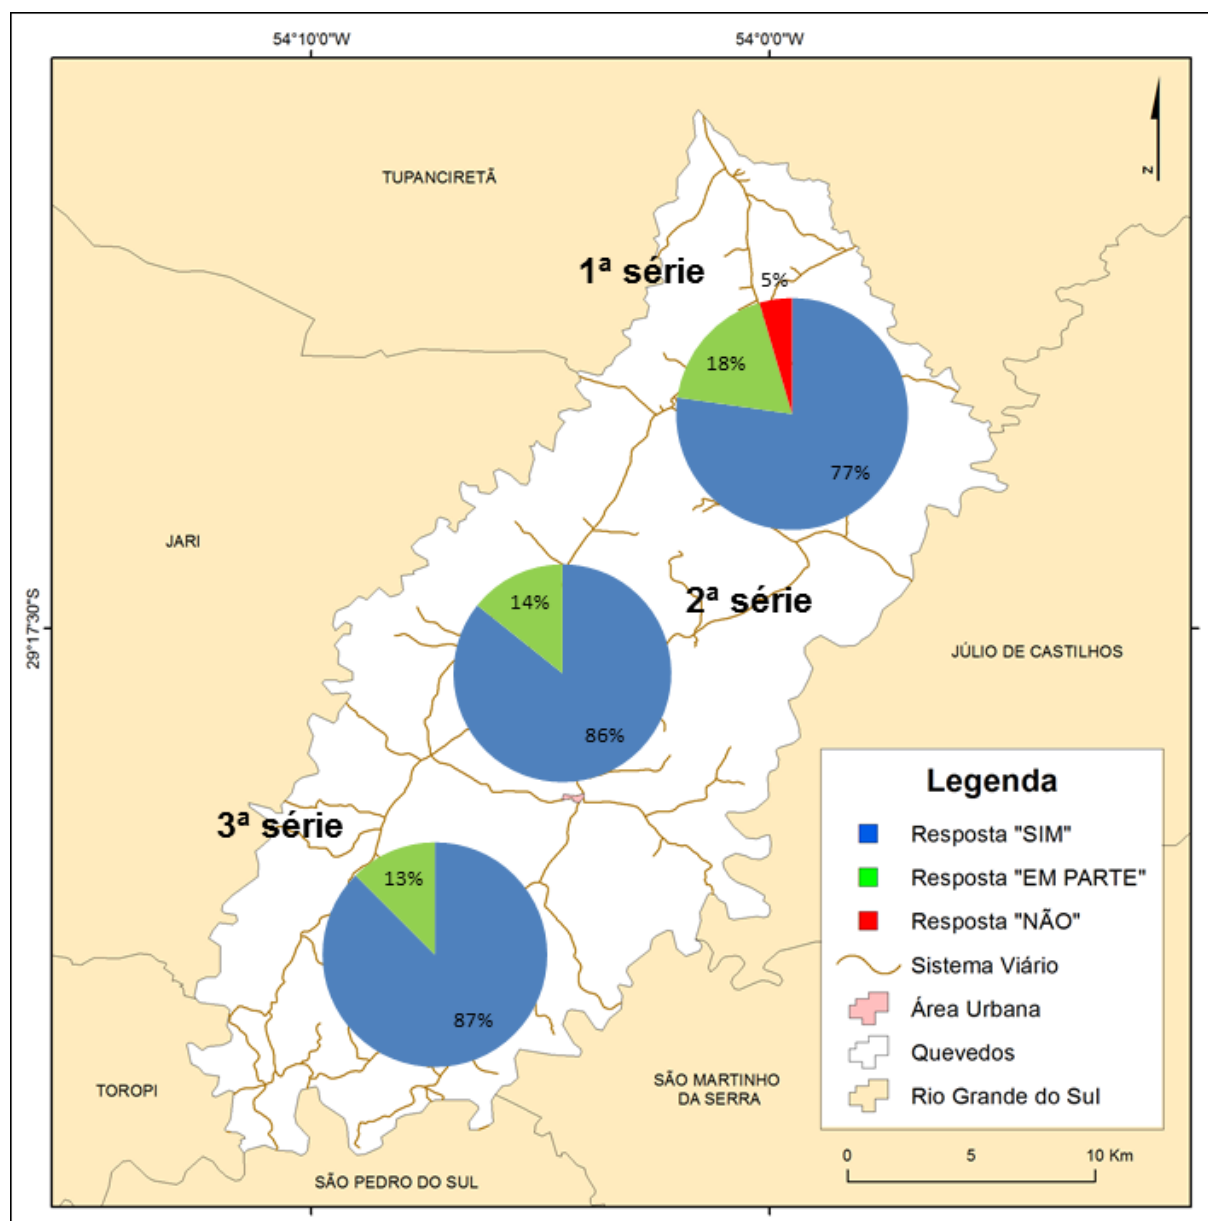 54°10'0"W
54°0'0"W
TUPANCIRETÃ
1ª série
5%
18%
77%
JARI
2ª série
14%
29°17'30"S
JÚLIO DE CASTILHOS
86%
3ª série
13%
87%
Legenda
Resposta "SIM"
Resposta "EM PARTE"
Resposta "NÃO"
Sistema Viário
Área Urbana
Quevedos
Rio Grande do Sul
TOROPI
SÃO MARTINHO
DA SERRA
SÃO PEDRO DO SUL
0 5 10 Km
N